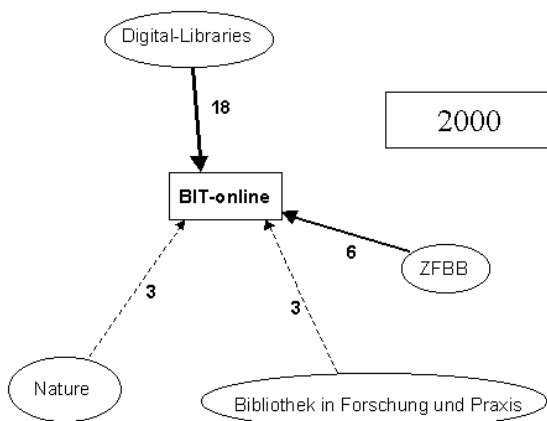 Digital-Libraries
18
2000
BIT-online
6
ZFBB
3
3
Nature
Bibliothek in Forschung und Praxis